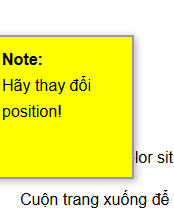 Note:
Hãy thay đổi
position!
lor sit
Cuộn trang xuống để